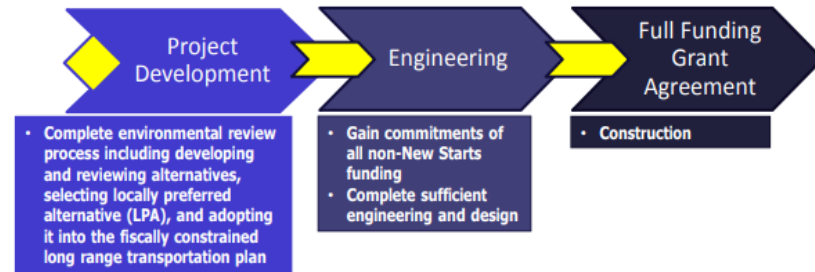 Project
Development
Engineering
Full Funding
Grant
Agreement
• Complete environmental review
process including developing
and reviewing alternatives,
selecting locally preferred
alternative (LPA), and adopting
it into the fiscally constrained
long range transportation plan
• Gain commitments of
all non-New Starts
funding
• Complete sufficient
engineering and design
• Construction